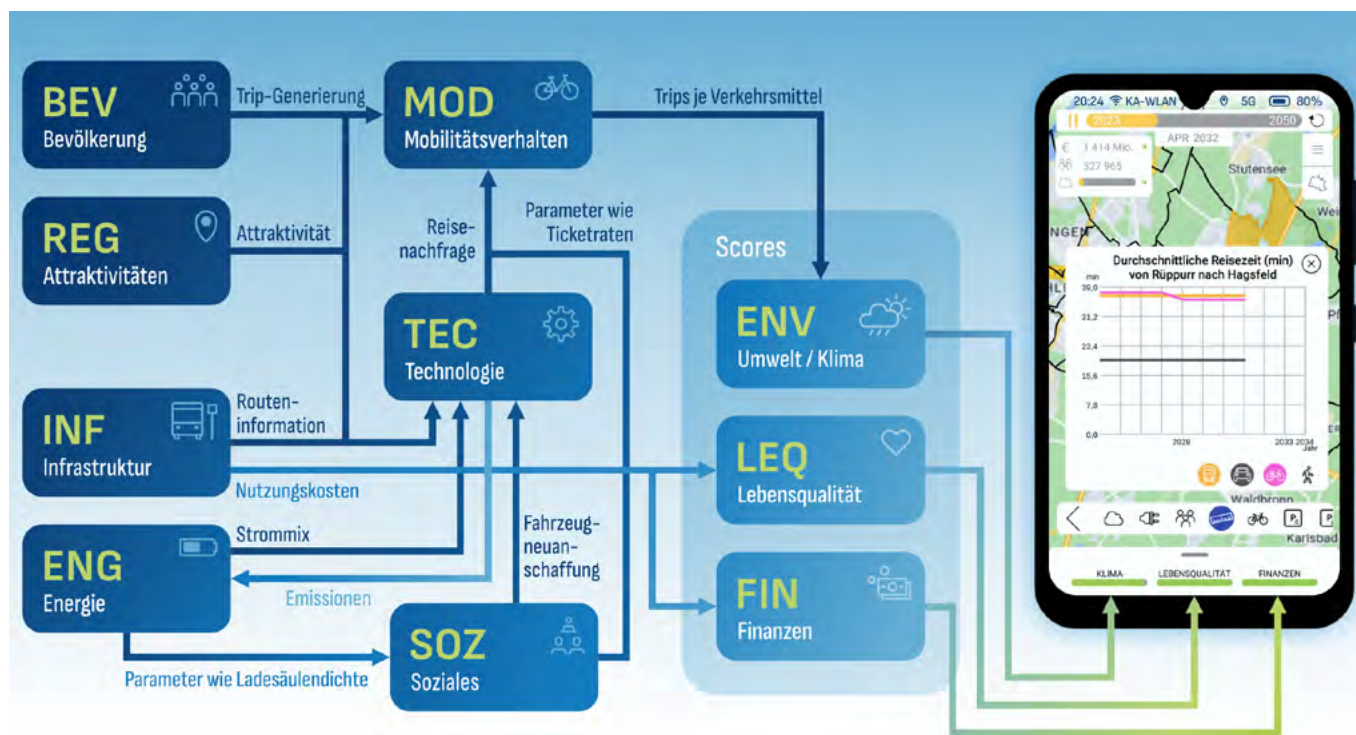 BEV
Bevölkerung
Trip-Generierung
MOD
Mobilitätsverhalten
Trips je Verkehrsmittel
REG
Attraktivitäten
Attraktivität
Reise-
nachfrage
Parameter wie
Ticketraten
TEC
Technologie
INF
Infrastruktur
Routen-
information
Nutzungskosten
ENG
Energie
Strommix
Emissionen
Fahrzeug-
neuan-
schaffung
Parameter wie Ladesäulendichte
SOZ
Soziales
Scores
ENV
Umwelt / Klima
LEQ
Lebensqualität
FIN
Finanzen
20:24 KA-WLAN 5G 80%
2023 2050
APR 2032
€ 1 414 Mio.
327 965
Stutensee
Wei
NGEN
Durchschnittliche Reisezeit (min)
von Rüppurr nach Hagsfeld
min
39,0
31,2
23,4
15,6
7,8
0,0
2028 2033 2034
Jahr
Pf
Waldbronn
Karlsbad
KLIMA LEBENSQUALITÄT FINANZEN